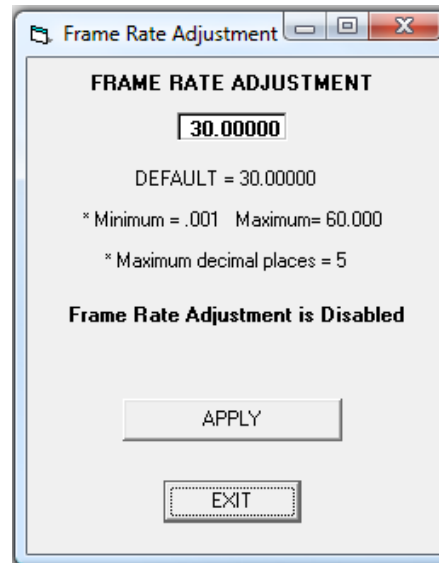 Frame Rate Adjustment
FRAME RATE ADJUSTMENT
30.00000
DEFAULT = 30.00000
* Minimum = .001 Maximum= 60.000
* Maximum decimal places = 5
Frame Rate Adjustment is Disabled
APPLY
EXIT